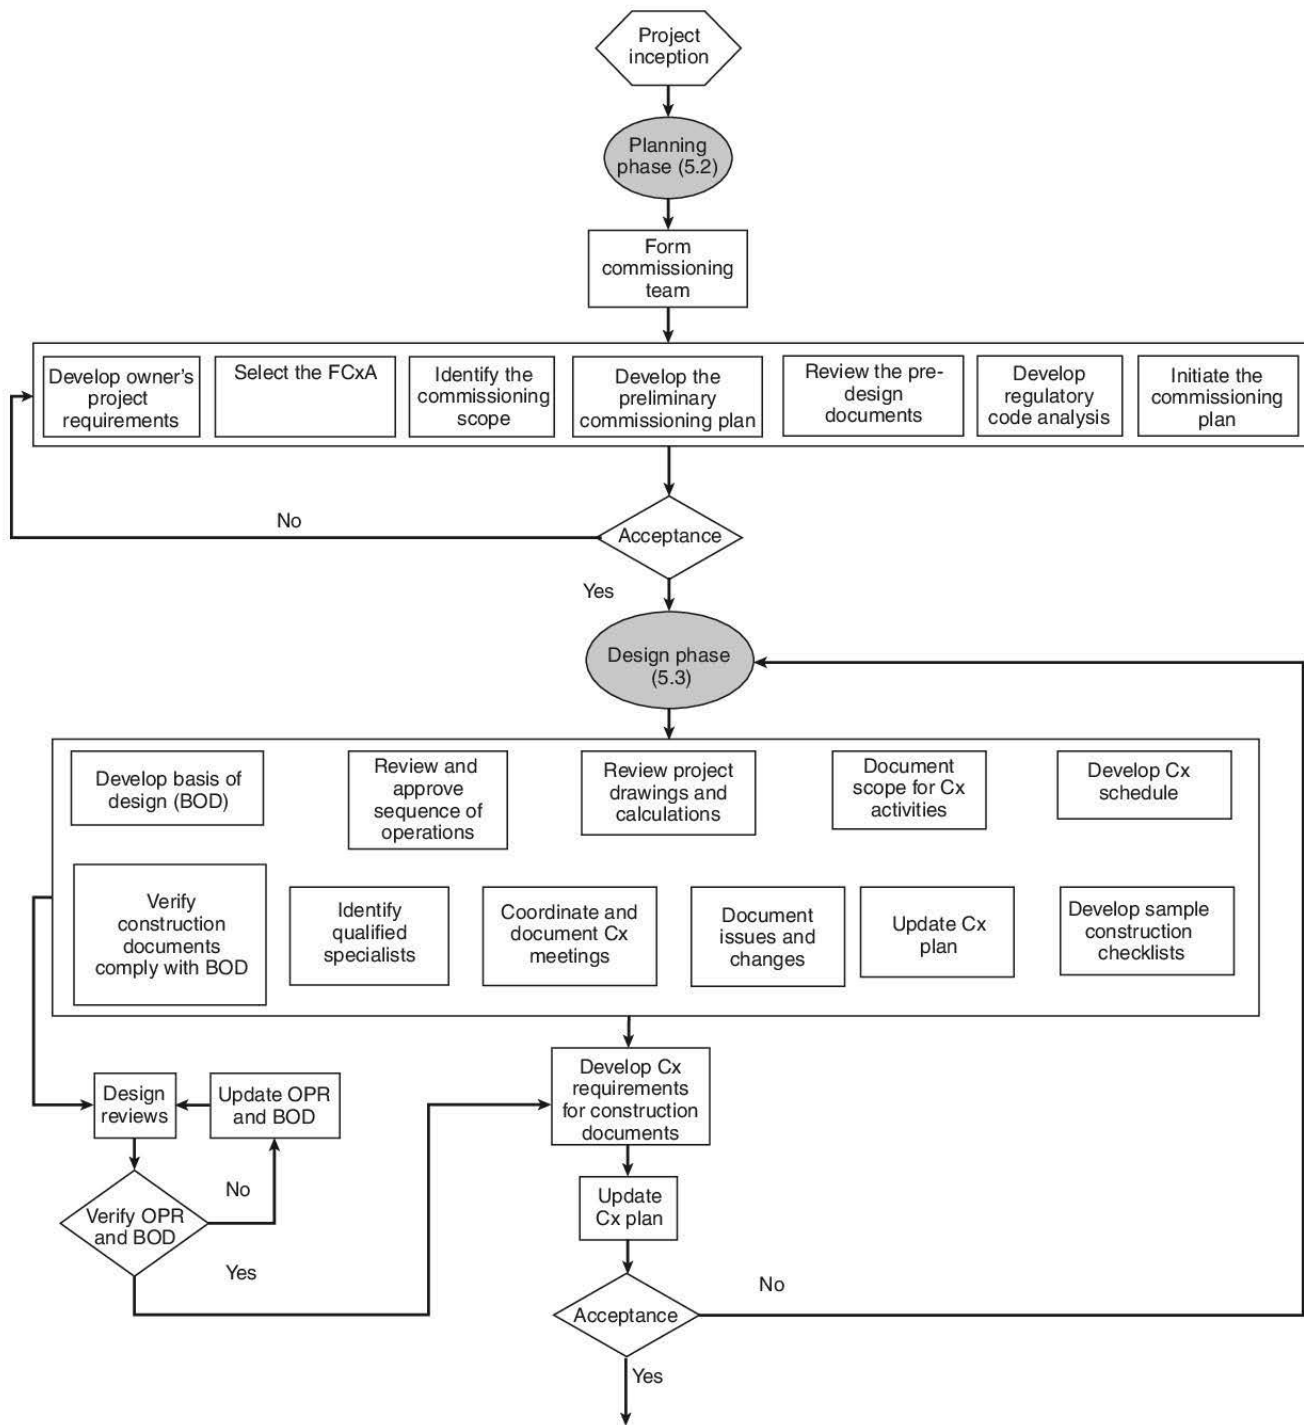 Project
inception
Planning
phase (5.2)
Form
commissioning
team
Develop owner's
project
requirements
Select the FCxA
Identify the
commissioning
scope
Develop the
preliminary
commissioning plan
Review the pre-
design
documents
Develop
regulatory
code analysis
Initiate the
commissioning
plan
No
Acceptance
Yes
Design phase
(5.3)
Develop basis of
design (BOD)
Review and
approve
sequence of
operations
Review project
drawings and
calculations
Document
scope for Cx
activities
Develop Cx
schedule
Verify
construction
documents
comply with BOD
Identify
qualified
specialists
Coordinate and
document Cx
meetings
Document
issues and
changes
Update Cx
plan
Develop sample
construction
checklists
Design
reviews
Update OPR
and BOD
Develop Cx
requirements
for construction
documents
No
Verify OPR
and BOD
Yes
Update
Cx plan
No
Acceptance
Yes